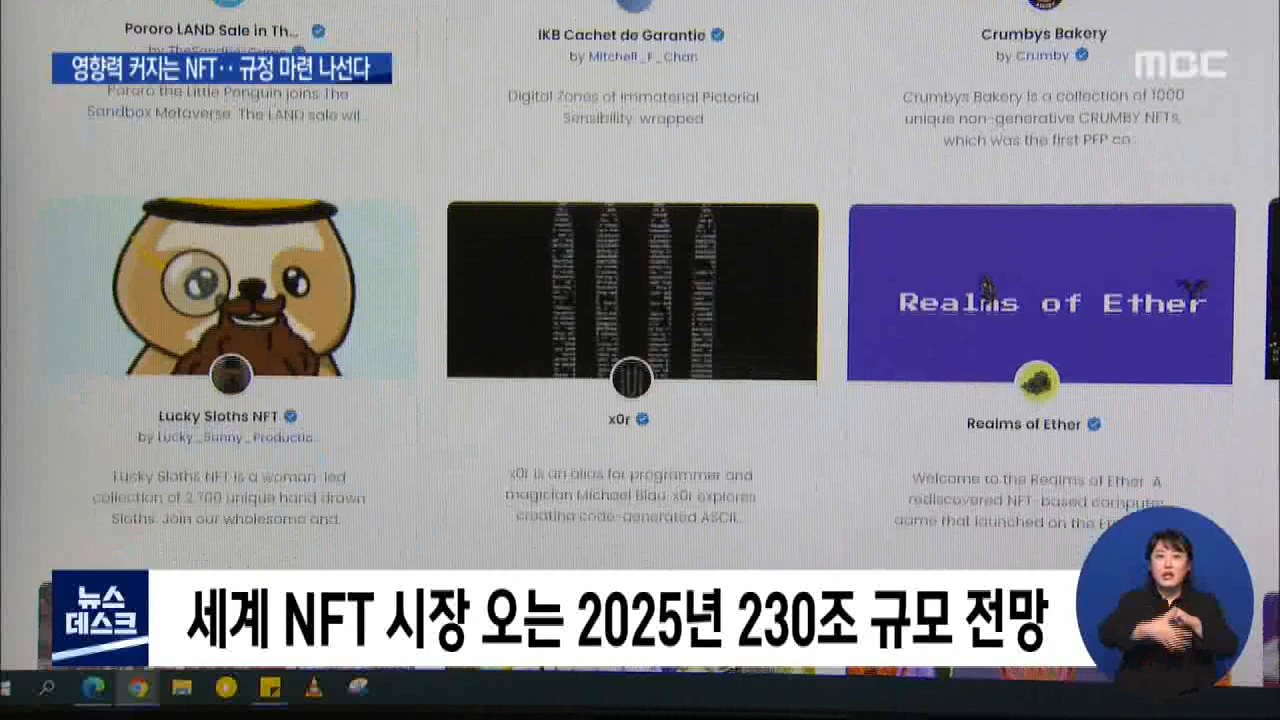 Pororo LAND Sale in Th...
by TheSandboxGame
영향력 커지는 NFT‥ 규정 마련 나선다
Pororo the Little Penguin joins The
Sandbox Metaverse. The LAND sale wil...
IKB Cachet de Garantie
by Mitchell_F_Chan
Digital Zones of Immaterial Pictorial
Sensibility, wrapped
Crumbys Bakery
by Crumby
Crumbys Bakery is a collection of 1000
unique non-generative CRUMBY NFTs,
which was the first PFP co...
MBC
Lucky Sloths NFT
by Lucky_Sunny_Productio...
Lucky Sloths NFT is a woman-led
collection of 2,700 unique hand drawn
Sloths. Join our wholesome and...
x0r
x0r is an alias for programmer and
magician Michael Blau. x0r explores
creating code-generated ASCII...
Realms of Ether
Realms of Ether
Welcome to the Realms of Ether. A
rediscovered NFT-based computer
game that launched on the
뉴스
데스크
세계 NFT 시장 오는 2025년 230조 규모 전망